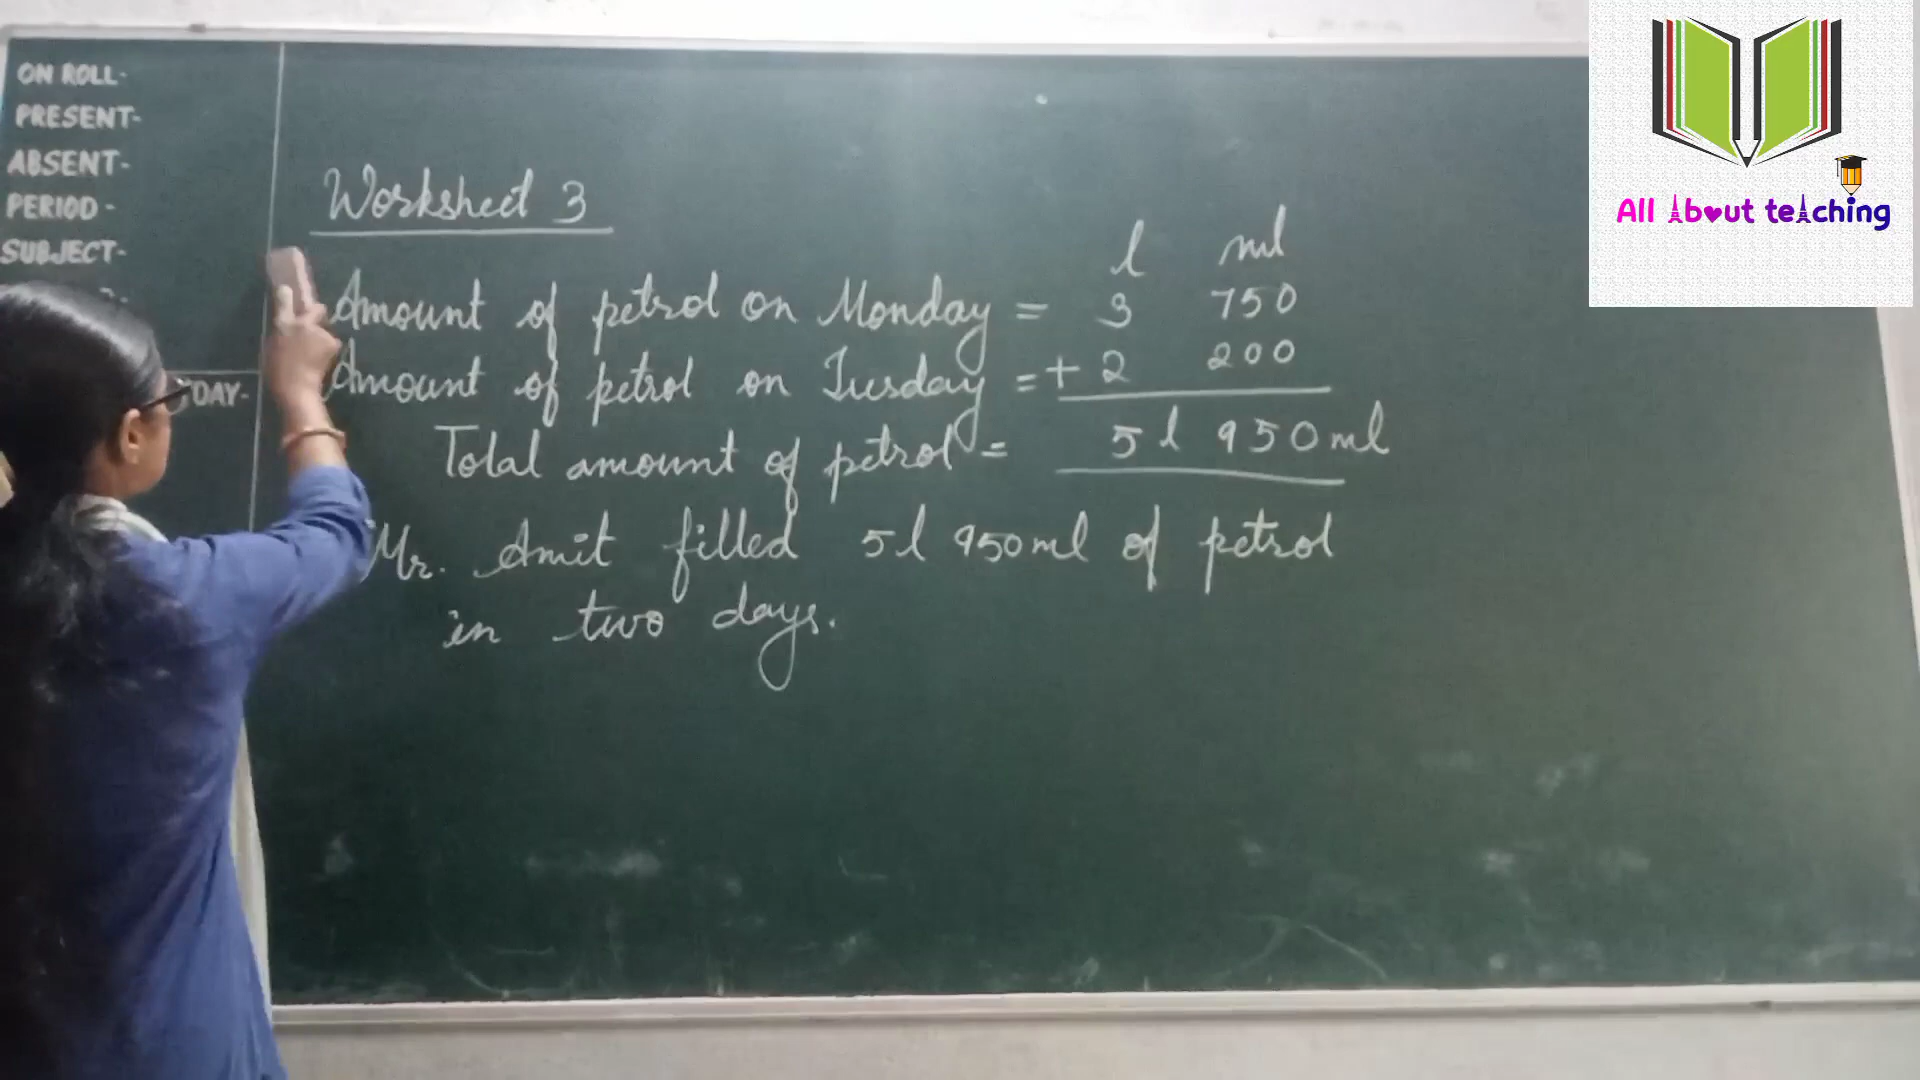 ON ROLL-
PRESENT-
ABSENT-
PERIOD-
SUBJECT-
DAY-
Worksheet 3
l ml
Amount of petrol on Monday = 3 750
Amount of petrol on Tuesday = + 2 200
Total amount of petrol = 5 l 950 ml
Mr. Amit filled 5 l 950 ml of petrol
in two days.
All About teaching